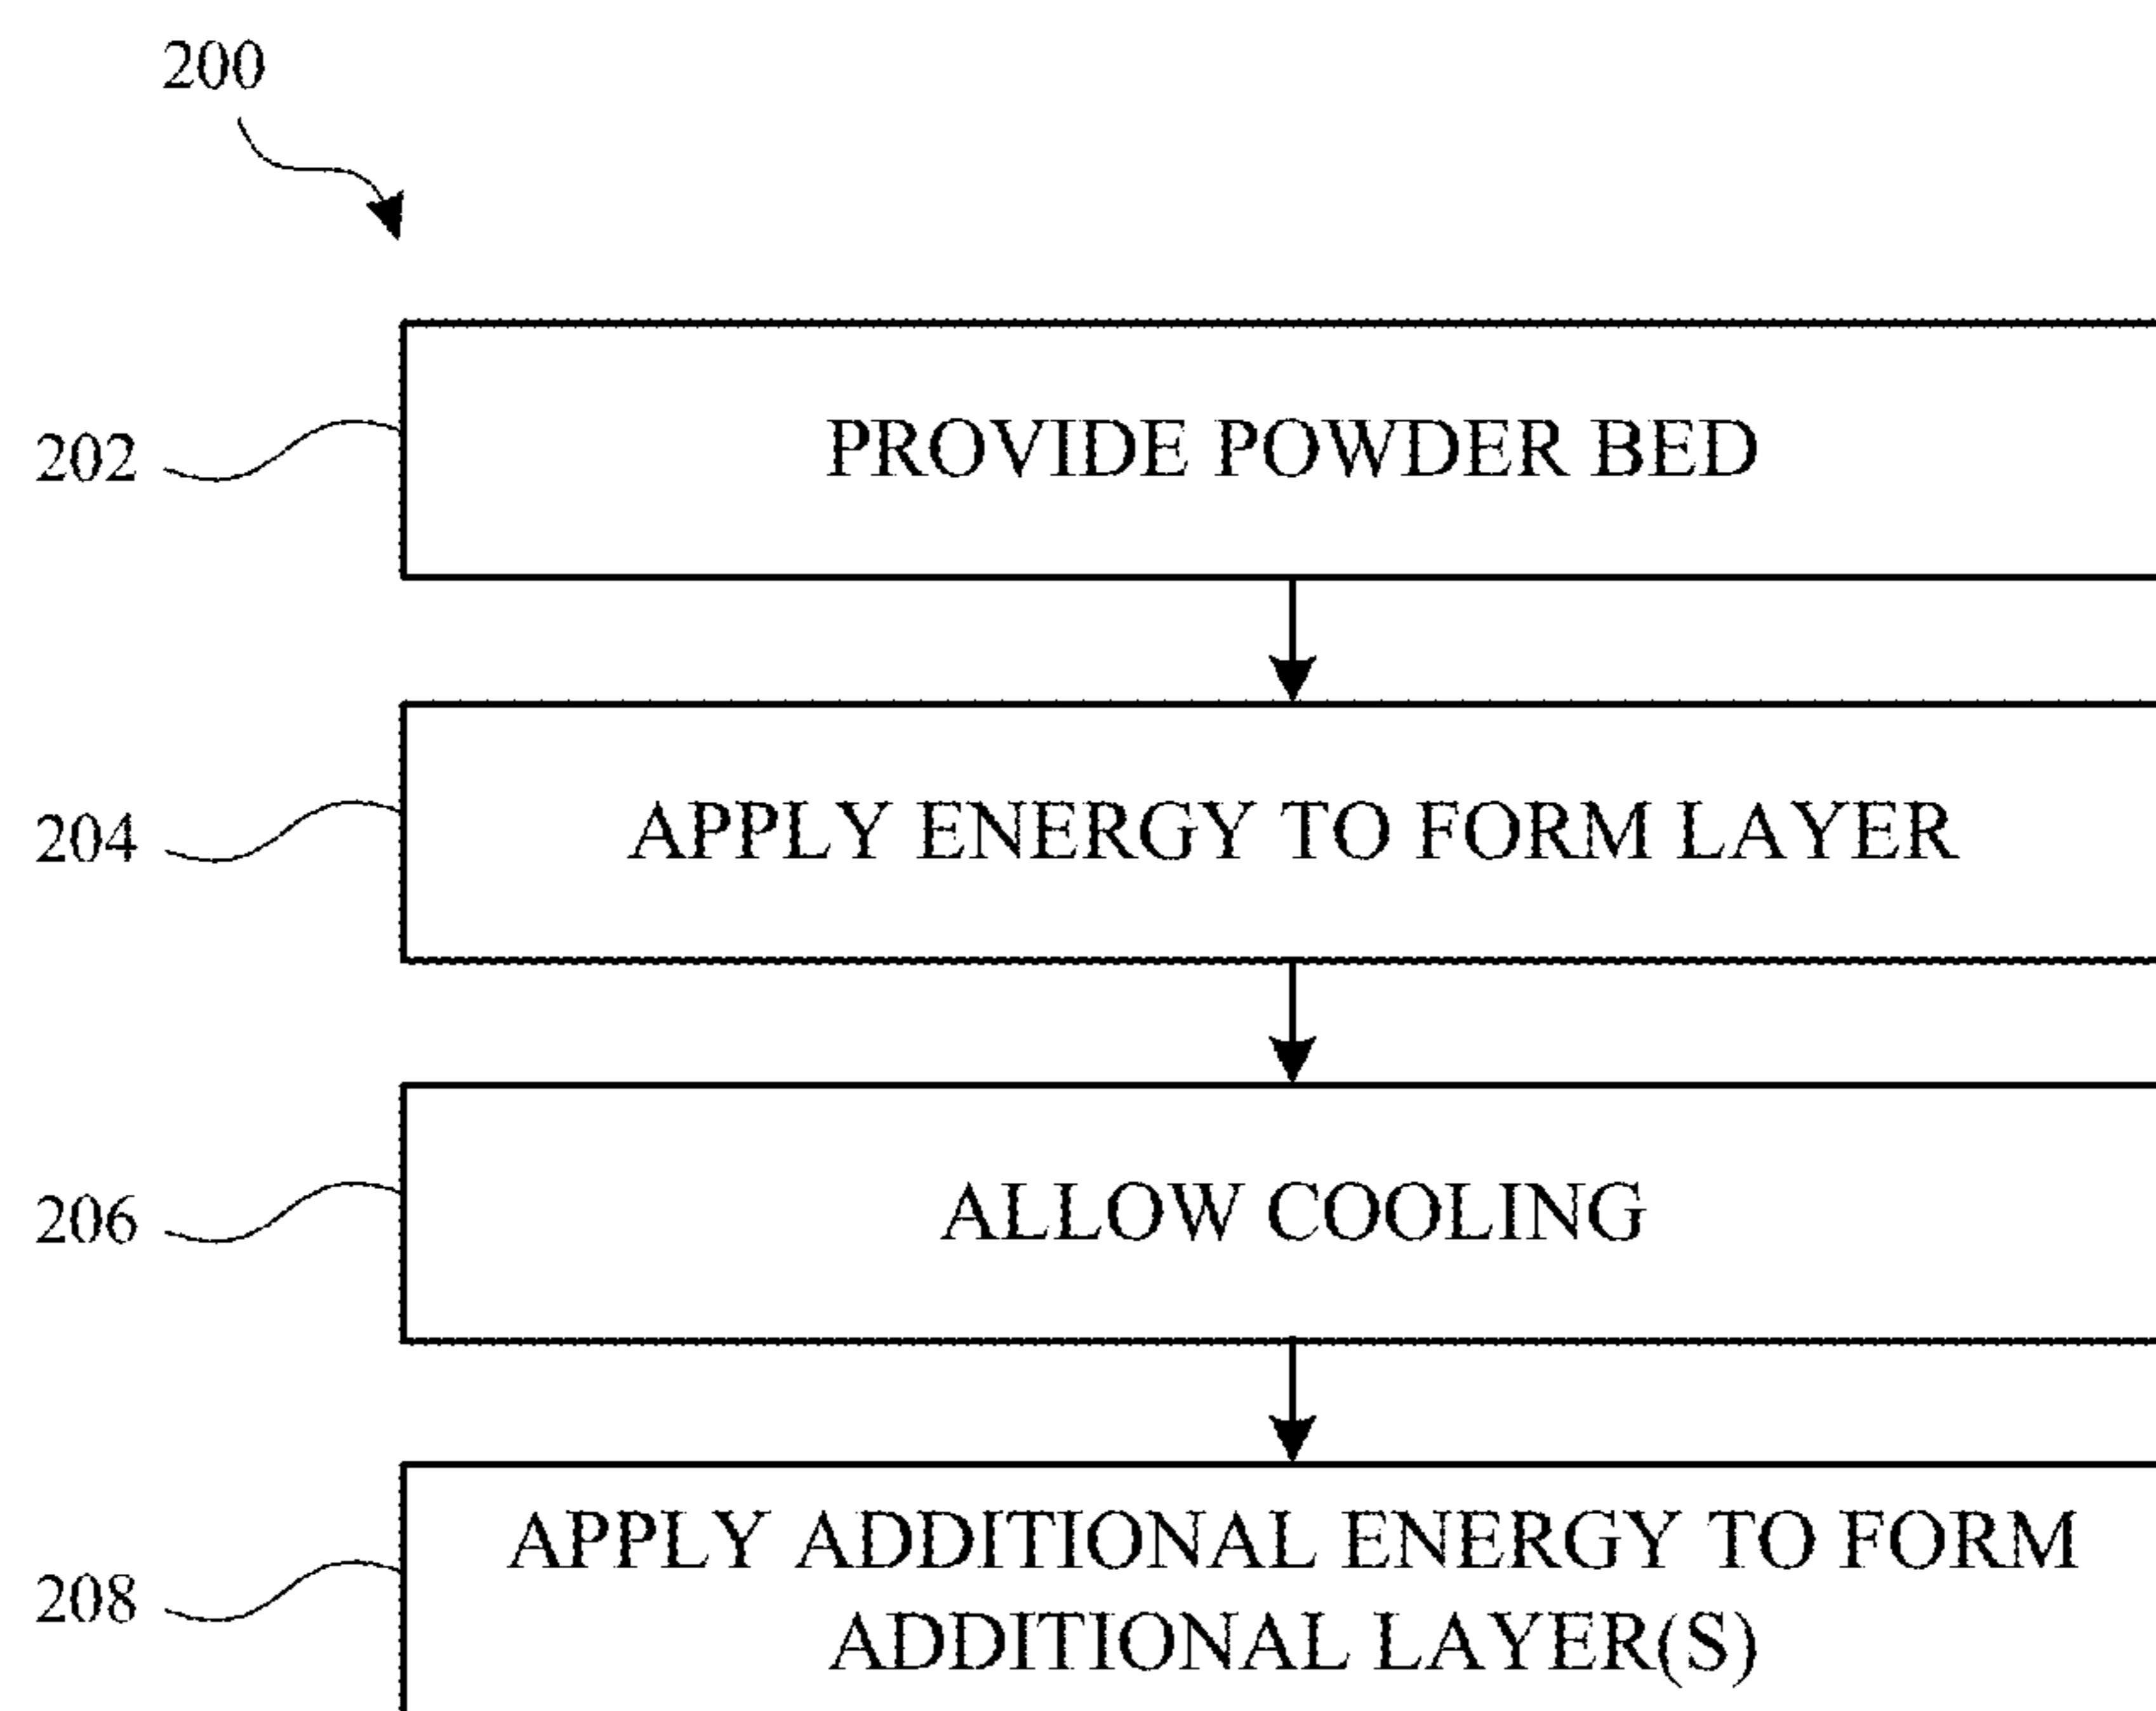 200
202
PROVIDE POWDER BED
204
APPLY ENERGY TO FORM LAYER
206
ALLOW COOLING
208
APPLY ADDITIONAL ENERGY TO FORM
ADDITIONAL LAYER(S)